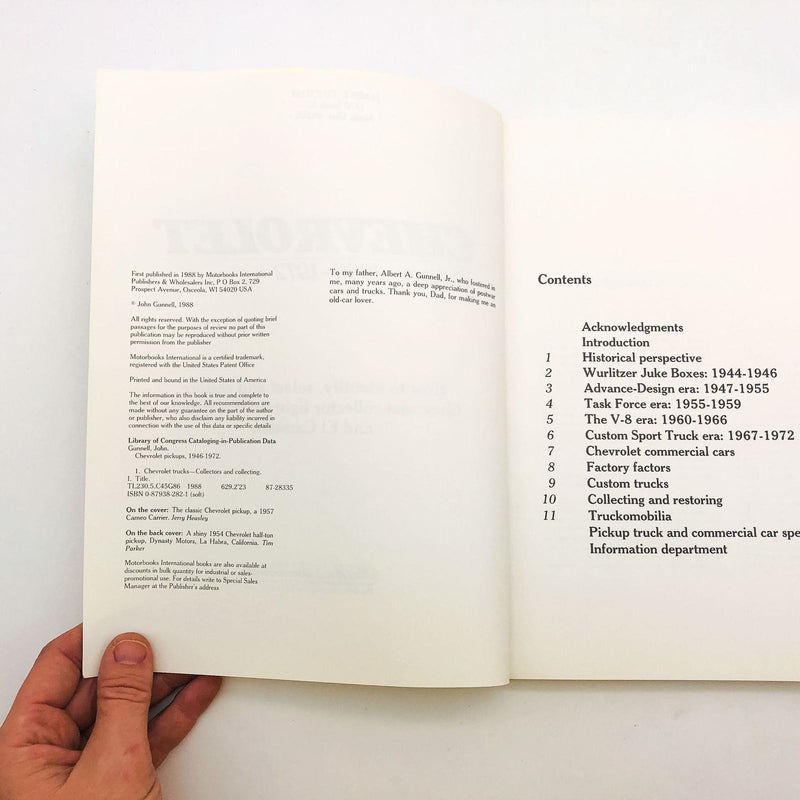 First published in 1988 by Motorbooks International
Publishers & Wholesalers Inc, P O Box 2, 729
Prospect Avenue, Osceola, WI 54020 USA
© John Gunnell, 1988
All rights reserved. With the exception of quoting brief
passages for the purposes of review no part of this
publication may be reproduced without prior written
permission from the publisher
Motorbooks International is a certified trademark,
registered with the United States Patent Office
Printed and bound in the United States of America
The information in this book is true and complete to
the best of our knowledge. All recommendations are
made without any guarantee on the part of the author
or publisher, who also disclaim any liability incurred in
connection with the use of this data or specific details
Library of Congress Cataloging-in-Publication Data
Gunnell, John.
Chevrolet pickups, 1946-1972.
1. Chevrolet trucks—Collectors and collecting.
I. Title.
TL230.5.C45G86 1988 629.2'23 87-28335
ISBN 0-87938-282-1 (soft)
On the cover: The classic Chevrolet pickup, a 1957
Cameo Carrier. Jerry Heasley
On the back cover: A shiny 1954 Chevrolet half-ton
pickup, Dynasty Motors, La Habra, California. Tim
Parker
Motorbooks International books are also available at
discounts in bulk quantity for industrial or sales-
promotional use. For details write to Special Sales
Manager at the Publisher's address
To my father, Albert A. Gunnell, Jr., who fostered in
me, many years ago, a deep appreciation of postwar
cars and trucks. Thank you, Dad, for making me an
old-car lover.
Contents
Acknowledgments
Introduction
1 Historical perspective
2 Wurlitzer Juke Boxes: 1944-1946
3 Advance-Design era: 1947-1955
4 Task Force era: 1955-1959
5 The V-8 era: 1960-1966
6 Custom Sport Truck era: 1967-1972
7 Chevrolet commercial cars
8 Factory factors
9 Custom trucks
10 Collecting and restoring
11 Truckomobilia
Pickup truck and commercial car spe
Information department